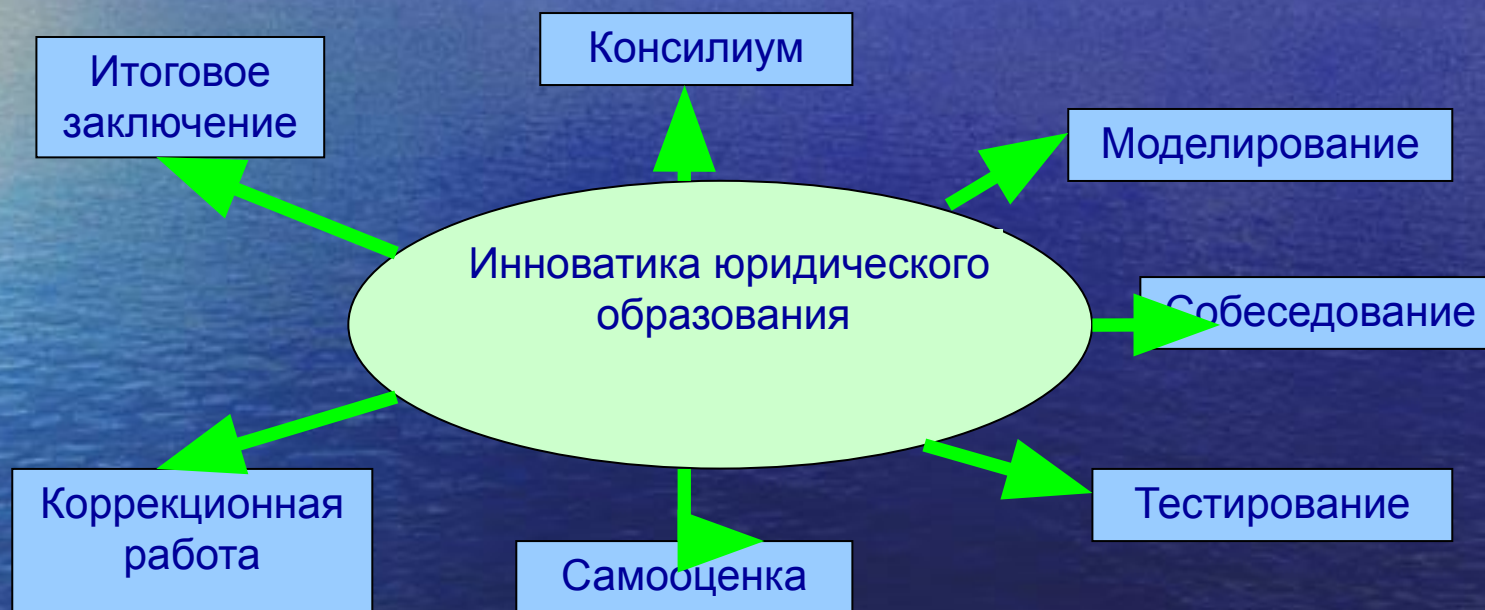 Консилиум
Итоговое
заключение
Моделирование
Инноватика юридического
образования
Собеседование
Коррекционная
работа
Тестирование
Самооценка